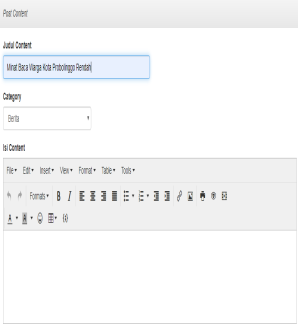 Post Content
Judul Content
Minat Baca Warga Kota Probolinggo Rendah
Category
Berita
Isi Content
File Edit Insert View Format Table Tools
Formats B I
A A